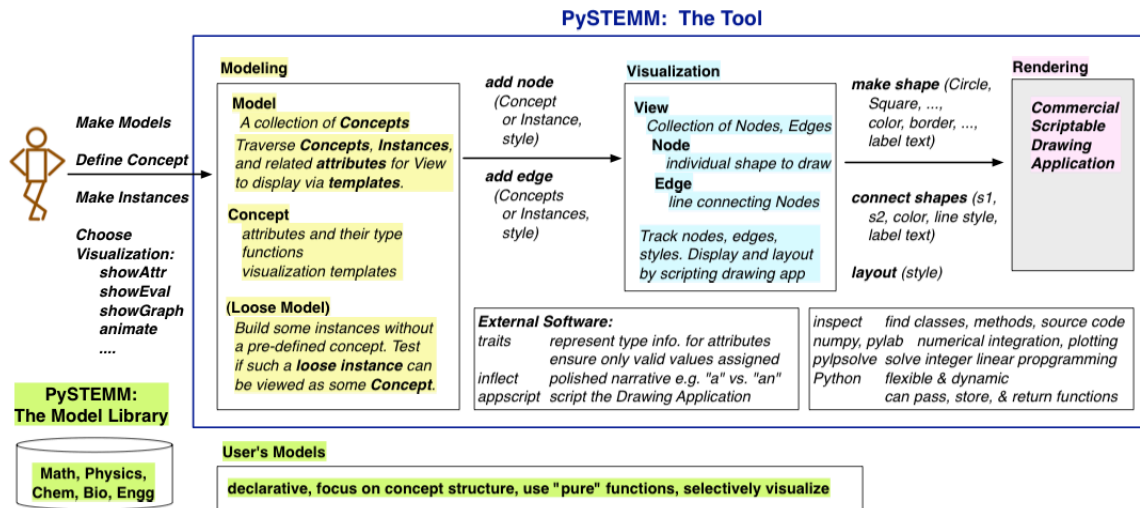 PySTEMM: The Tool
Make Models
Define Concept
Make Instances
Choose
Visualization:
showAttr
showEval
showGraph
animate
....
PySTEMM:
The Model Library
Math, Physics,
Chem, Bio, Engg
Modeling
Model
A collection of Concepts
Traverse Concepts, Instances,
and related attributes for View
to display via templates.
Concept
attributes and their type
functions
visualization templates
(Loose Model)
Build some instances without
a pre-defined concept. Test
if such a loose instance can
be viewed as some Concept.
add node
(Concept
or Instance,
style)
add edge
(Concepts
or Instances,
style)
Visualization
View
Collection of Nodes, Edges
Node
individual shape to draw
Edge
line connecting Nodes
Track nodes, edges,
styles. Display and layout
by scripting drawing app
make shape (Circle,
Square, ...,
color, border, ...,
label text)
connect shapes (s1,
s2, color, line style,
label text)
layout (style)
Rendering
Commercial
Scriptable
Drawing
Application
External Software:
traits represent type info. for attributes
ensure only valid values assigned
inflect polished narrative e.g. "a" vs. "an"
appscript script the Drawing Application
inspect find classes, methods, source code
numpy, pylab numerical integration, plotting
pylpsolve solve integer linear propgramming
Python flexible & dynamic
can pass, store, & return functions
User's Models
declarative, focus on concept structure, use "pure" functions, selectively visualize